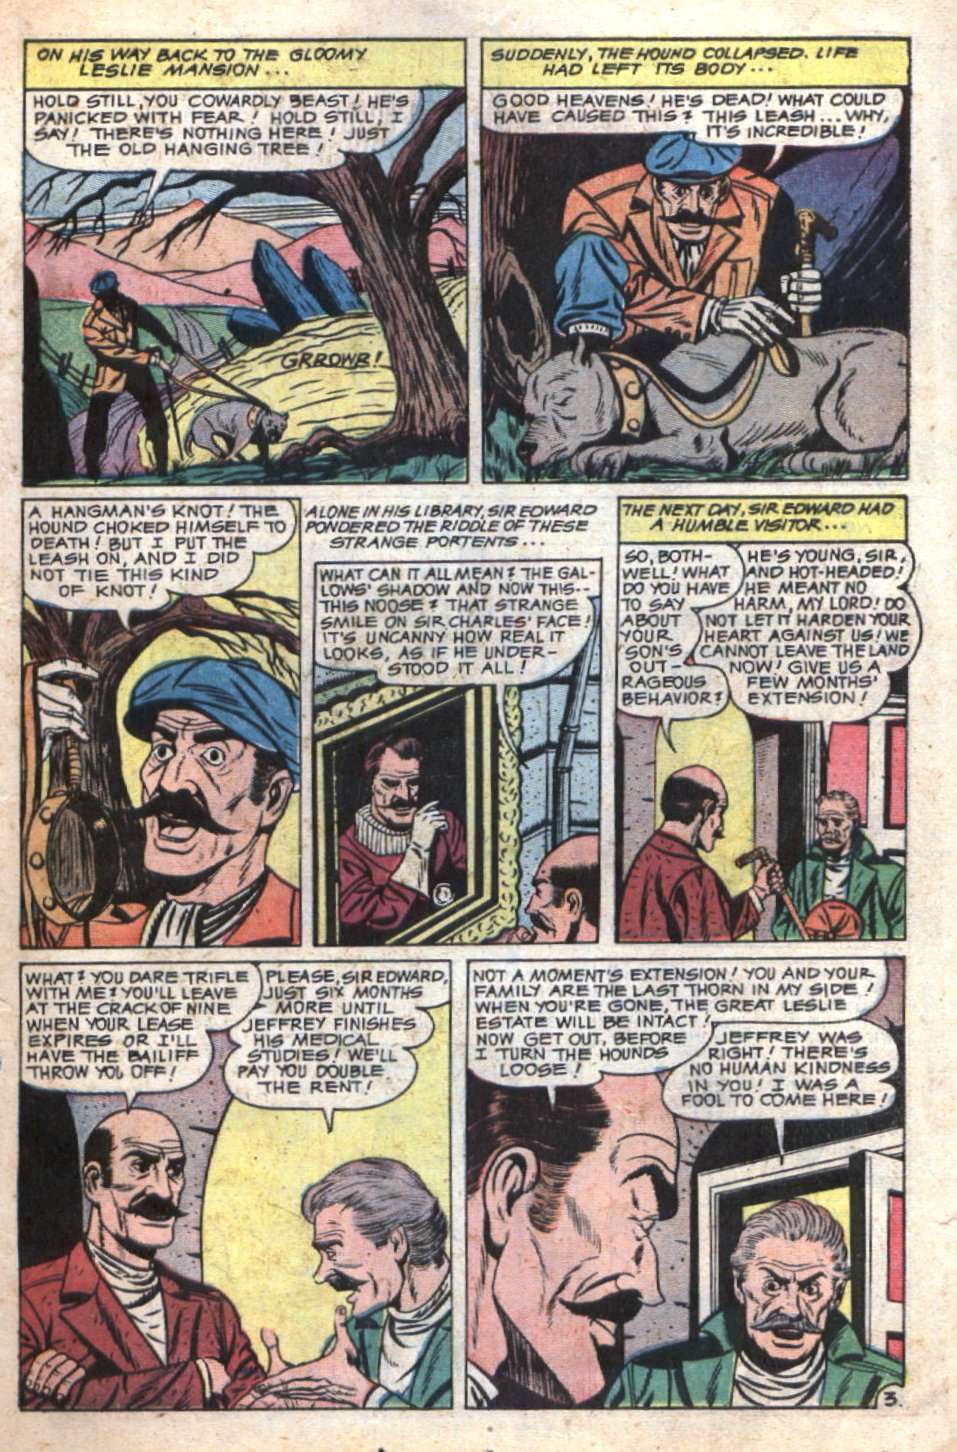 ON HIS WAY BACK TO THE GLOOMY
LESLIE MANSION...
HOLD STILL, YOU COWARDLY BEAST! HE'S
PANICKED WITH FEAR! HOLD STILL, I
SAY! THERE'S NOTHING HERE! JUST
THE OLD HANGING TREE!
GRROWR!
SUDDENLY, THE HOUND COLLAPSED. LIFE
HAD LEFT ITS BODY...
GOOD HEAVENS! HE'S DEAD! WHAT COULD
HAVE CAUSED THIS? THIS LEASH... WHY,
IT'S INCREDIBLE!
A HANGMAN'S KNOT! THE
HOUND CHOKED HIMSELF TO
DEATH! BUT I PUT THE
LEASH ON, AND I DID
NOT TIE THIS KIND
OF KNOT!
ALONE IN HIS LIBRARY, SIR EDWARD
PONDERED THE RIDDLE OF THESE
STRANGE PORTENTS...
WHAT CAN IT ALL MEAN? THE GAL-
LOWS' SHADOW AND NOW THIS--
THIS NOOSE? THAT STRANGE
SMILE ON SIR CHARLES' FACE!
IT'S UNCANNY HOW REAL IT
LOOKS, AS IF HE UNDER-
STOOD IT ALL!
THE NEXT DAY, SIR EDWARD HAD
A HUMBLE VISITOR...
SO, BOTH-
WELL! WHAT
DO YOU HAVE
TO SAY
ABOUT
YOUR
SON'S
OUT-
RAGEOUS
BEHAVIOR?
HE'S YOUNG, SIR,
AND HOT-HEADED!
HE MEANT NO
HARM, MY LORD! DO
NOT LET IT HARDEN YOUR
HEART AGAINST US! WE
CANNOT LEAVE THE LAND
NOW! GIVE US A
FEW MONTHS'
EXTENSION!
WHAT? YOU DARE TRIFLE
WITH ME? YOU'LL LEAVE
AT THE CRACK OF NINE
WHEN YOUR LEASE
EXPIRES OR I'LL
HAVE THE BAILIFF
THROW YOU OFF!
PLEASE, SIR EDWARD,
JUST SIX MONTHS
MORE UNTIL
JEFFREY FINISHES
HIS MEDICAL
STUDIES! WE'LL
PAY YOU DOUBLE
THE RENT!
NOT A MOMENT'S EXTENSION! YOU AND YOUR
FAMILY ARE THE LAST THORN IN MY SIDE!
WHEN YOU'RE GONE, THE GREAT LESLIE
ESTATE WILL BE INTACT!
NOW GET OUT, BEFORE
I TURN THE HOUNDS
LOOSE!
JEFFREY WAS
RIGHT! THERE'S
NO HUMAN KINDNESS
IN YOU! I WAS A
FOOL TO COME HERE!
3.